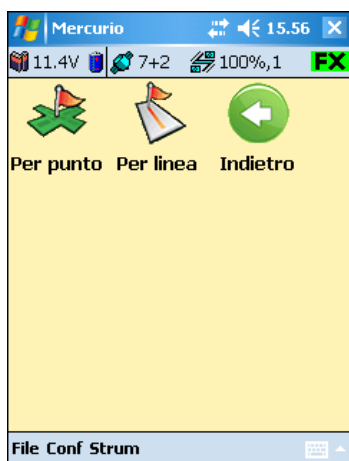 Mercurio 15.56
11.4V 7+2 100%,1 FX
Per punto Per linea Indietro
File Conf Strum